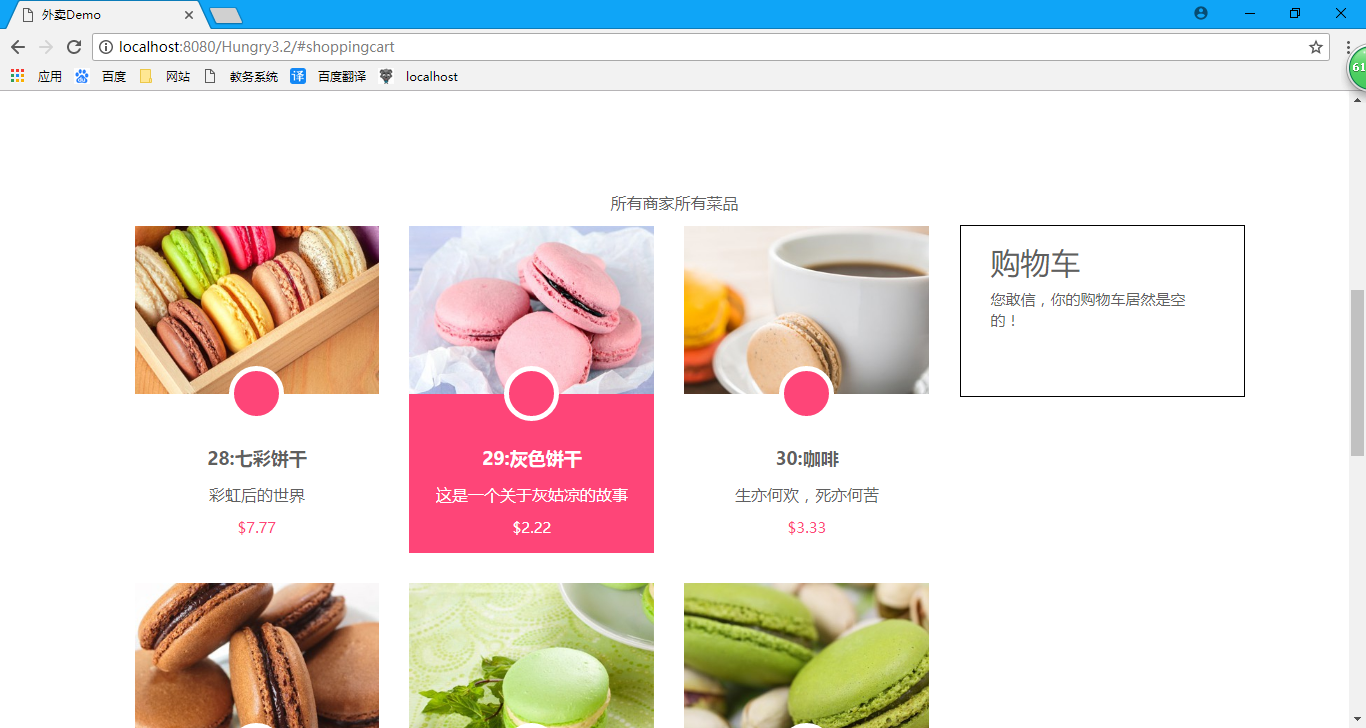 外卖Demo
localhost:8080/Hungry3.2/#shoppingcart
应用 百度 网站 教务系统 译 百度翻译 localhost
61
所有商家所有菜品
购物车
您敢信，你的购物车居然是空
的！
28:七彩饼干
彩虹后的世界
$7.77
29:灰色饼干
这是一个关于灰姑凉的故事
$2.22
30:咖啡
生亦何欢，死亦何苦
$3.33